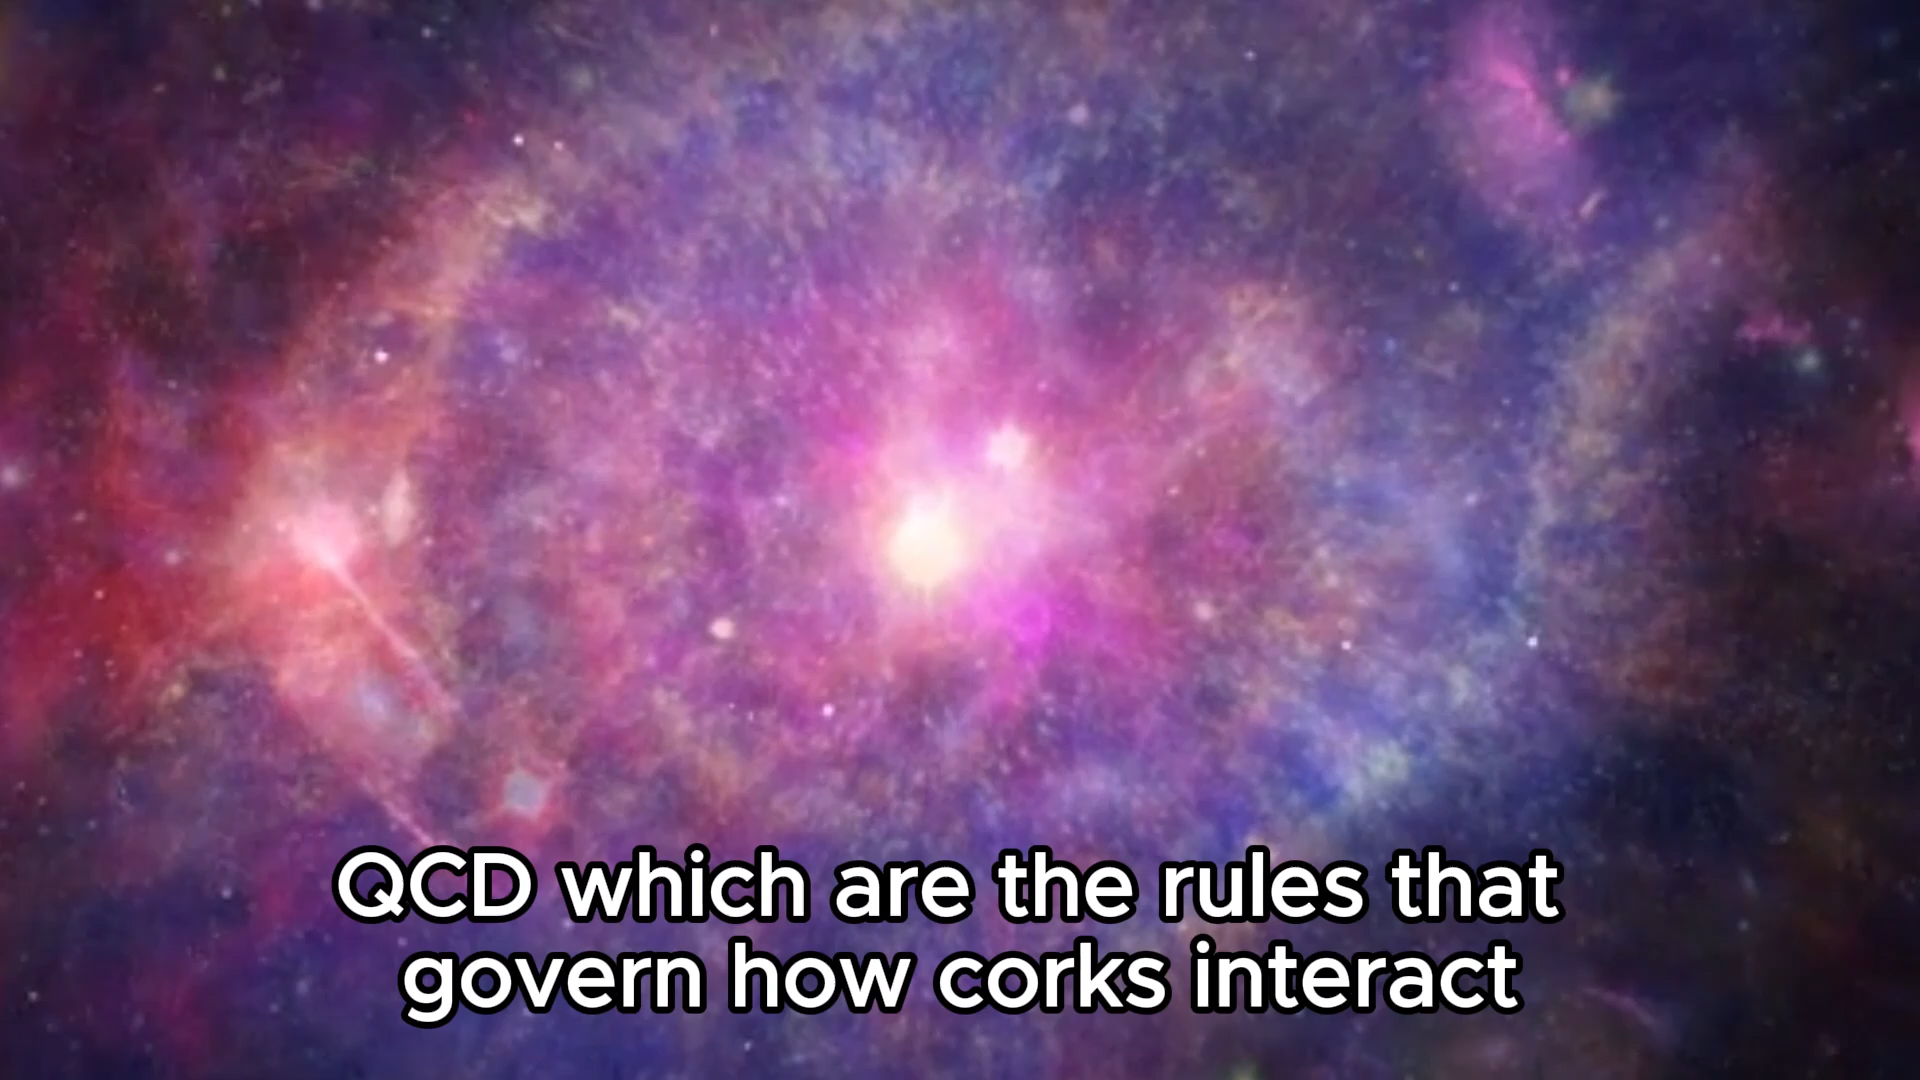 QCD which are the rules that
govern how corks interact